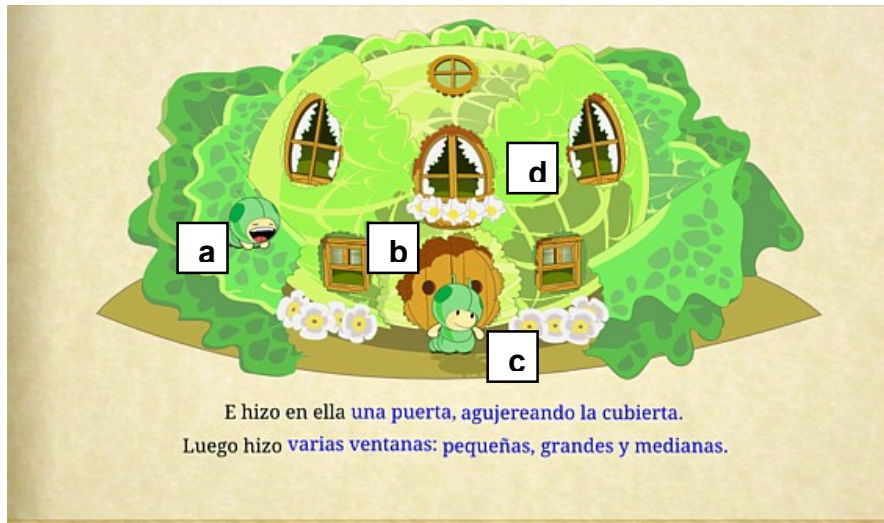 d
a
b
c
E hizo en ella una puerta, agujereando la cubierta.
Luego hizo varias ventanas: pequeñas, grandes y medianas.